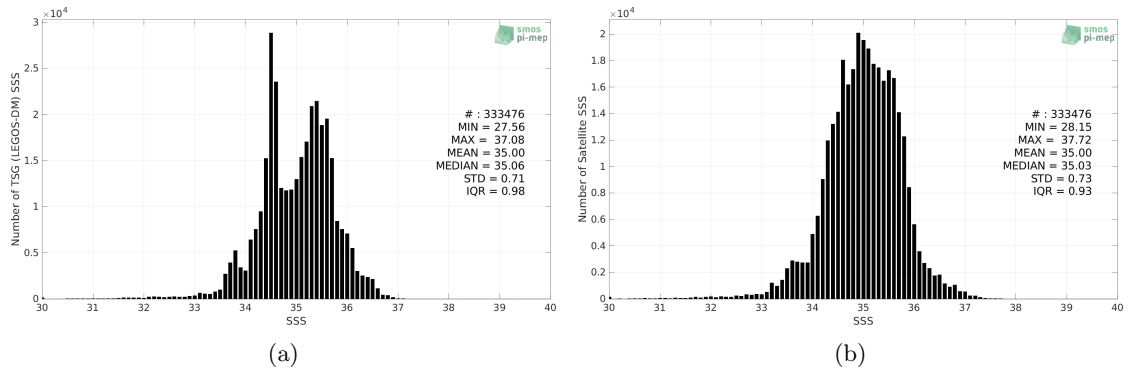 ×10⁴
3
2.5
2
1.5
1
0.5
0
Number of TSG (LEGOS-DM) SSS
30 31 32 33 34 35 36 37 38 39 40
SSS
smos
pi-mep
# : 333476
MIN = 27.56
MAX = 37.08
MEAN = 35.00
MEDIAN = 35.06
STD = 0.71
IQR = 0.98
(a)
×10⁴
2
1.8
1.6
1.4
1.2
1
0.8
0.6
0.4
0.2
0
Number of Satellite SSS
30 31 32 33 34 35 36 37 38 39 40
SSS
smos
pi-mep
# : 333476
MIN = 28.15
MAX = 37.72
MEAN = 35.00
MEDIAN = 35.03
STD = 0.73
IQR = 0.93
(b)